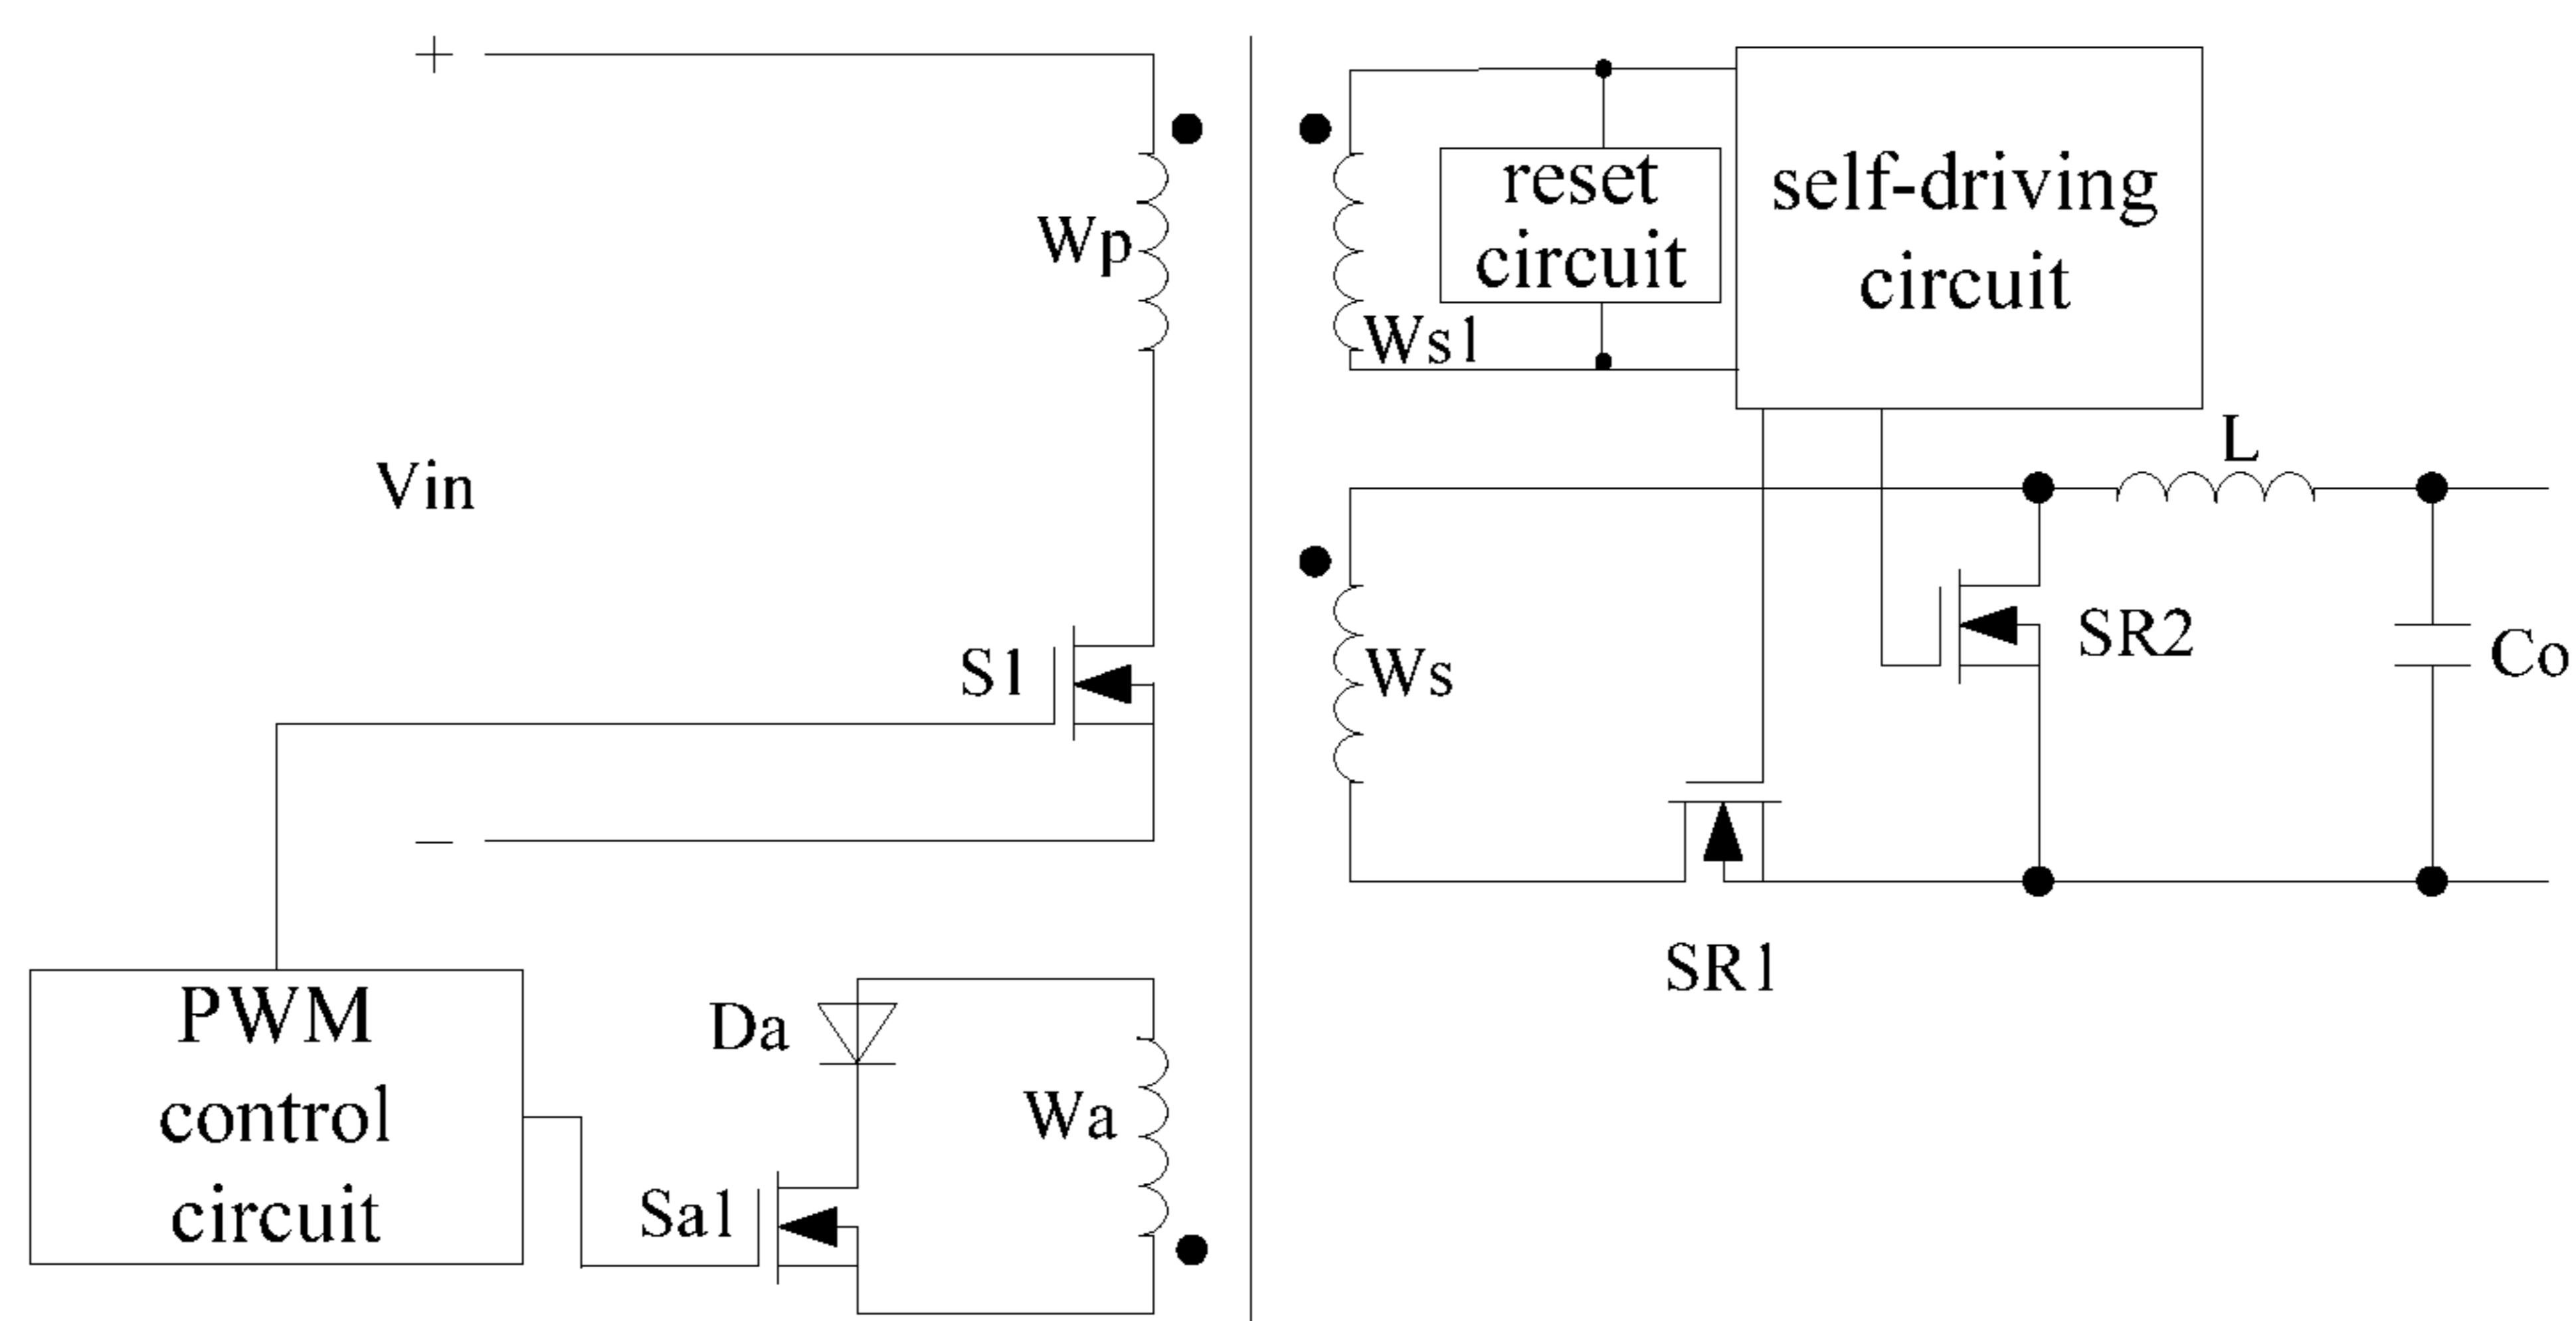 +
Wp
Vin
S1
−
PWM
control
circuit
Da
Wa
Sa1
reset
circuit
Ws1
self-driving
circuit
L
Ws
SR2
Co
SR1